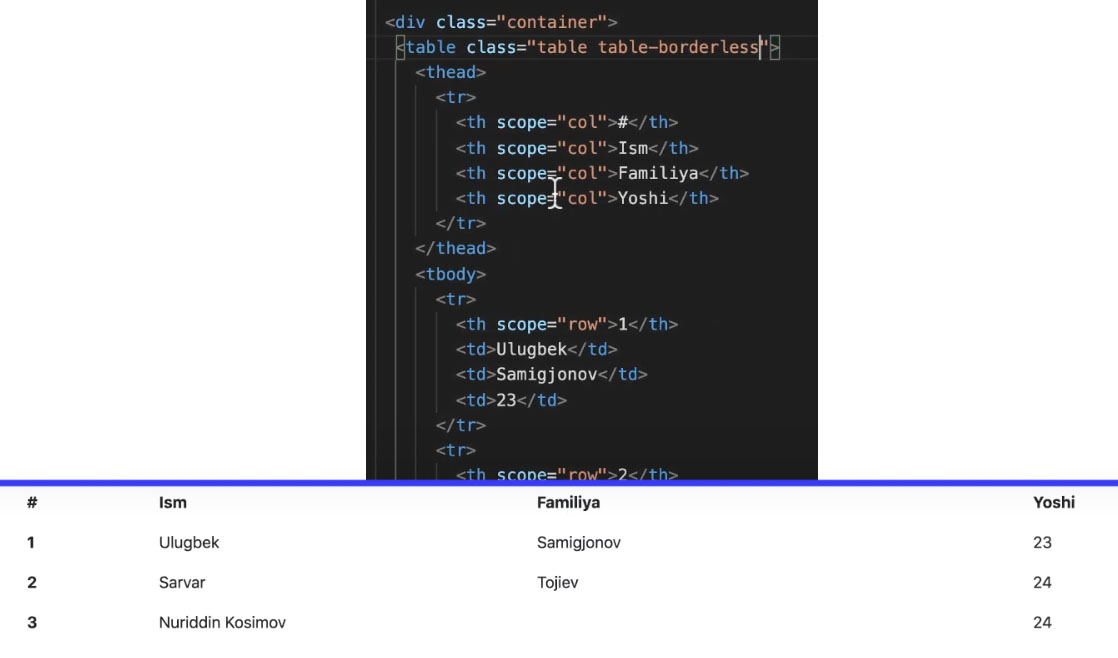 <div class="container">
<table class="table table-borderless">
<thead>
<tr>
<th scope="col">#</th>
<th scope="col">Ism</th>
<th scope="col">Familiya</th>
<th scope="col">Yoshi</th>
</tr>
</thead>
<tbody>
<tr>
<th scope="row">1</th>
<td>Ulugbek</td>
<td>Samigjonov</td>
<td>23</td>
</tr>
<tr>
<th scope="row">2</th>
# Ism Familiya Yoshi
1 Ulugbek Samigjonov 23
2 Sarvar Tojiev 24
3 Nuriddin Kosimov 24